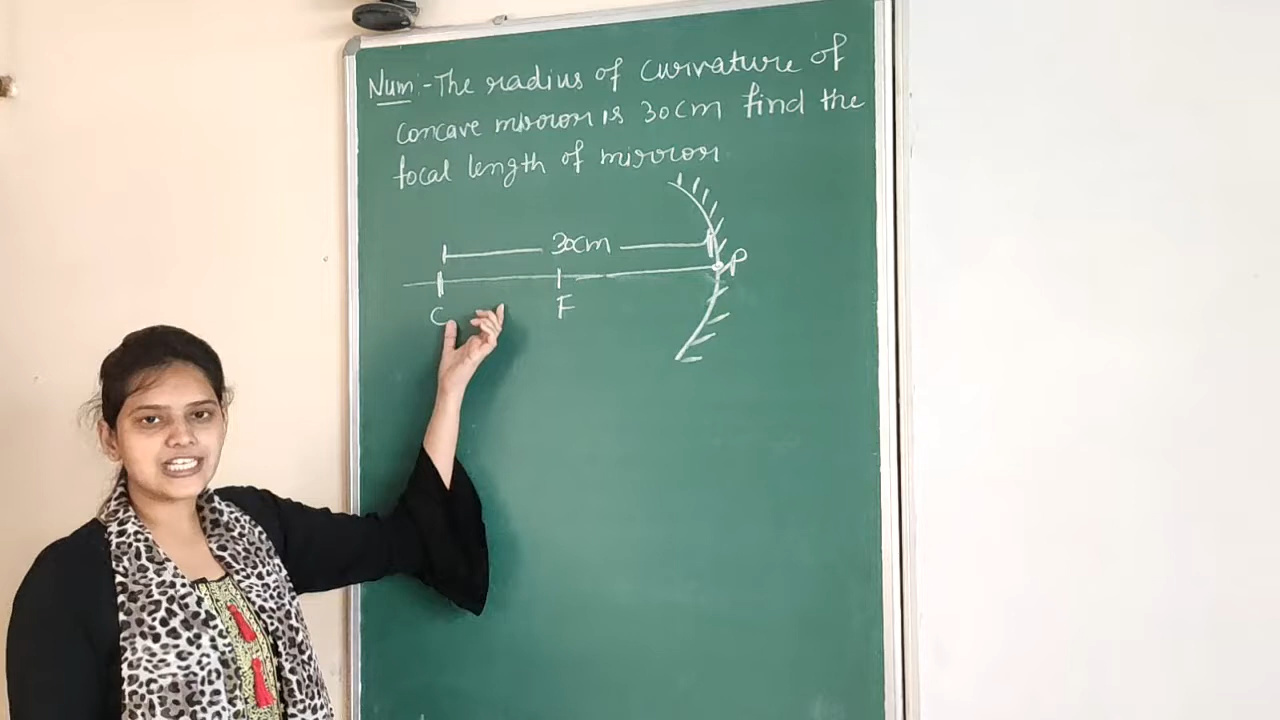 Num:-The radius of curvature of
concave mirror is 30cm find the
focal length of mirror
30cm
P
C
F